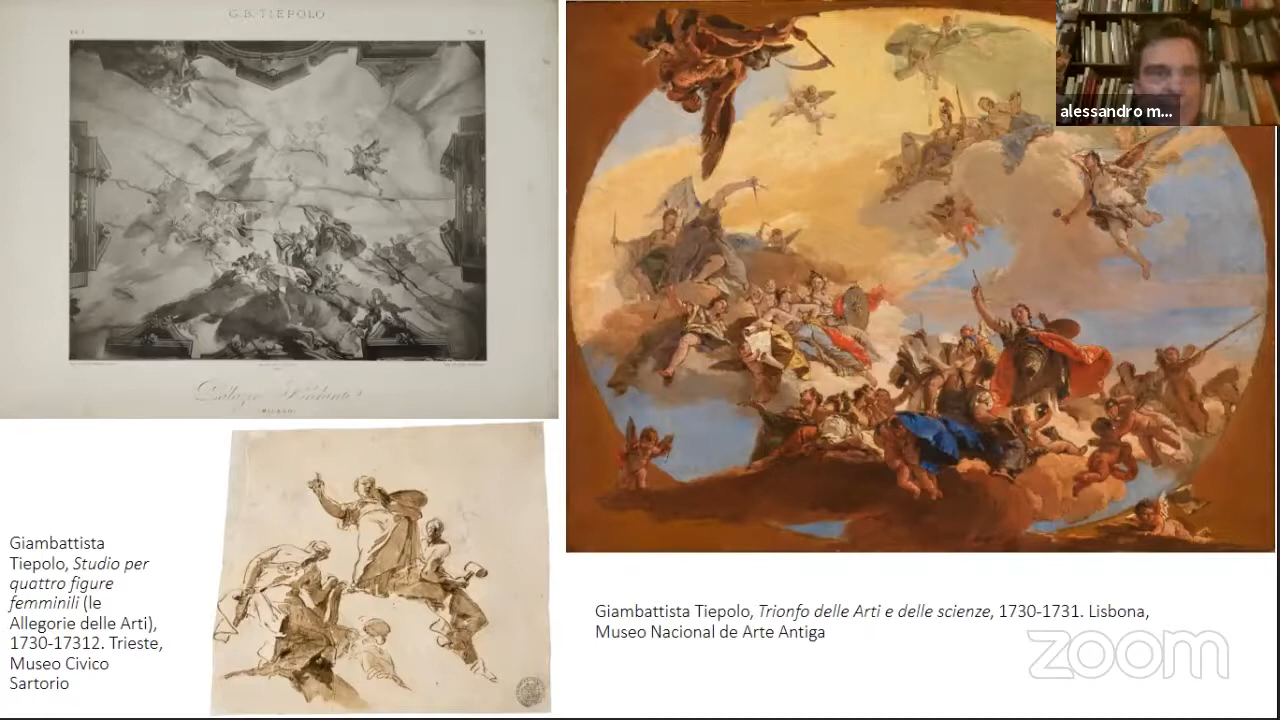 G. B. TIEPOLO
MILANO
alessandro m...
Giambattista
Tiepolo, Studio per
quattro figure
femminili (le
Allegorie delle Arti),
1730-17312. Trieste,
Museo Civico
Sartorio
Giambattista Tiepolo, Trionfo delle Arti e delle scienze, 1730-1731. Lisbona,
Museo Nacional de Arte Antiga
zoom